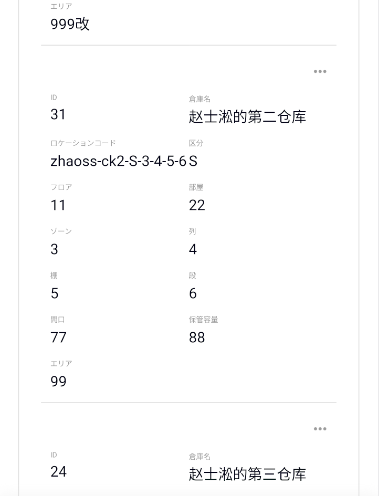 エリア
999改
•••
ID 倉庫名
31 赵士淞的第二仓库
ロケーションコード 区分
zhaoss-ck2-S-3-4-5-6 S
フロア 部屋
11 22
ゾーン 列
3 4
棚 段
5 6
間口 保管容量
77 88
エリア
99
•••
ID 倉庫名
24 赵士淞的第三仓库